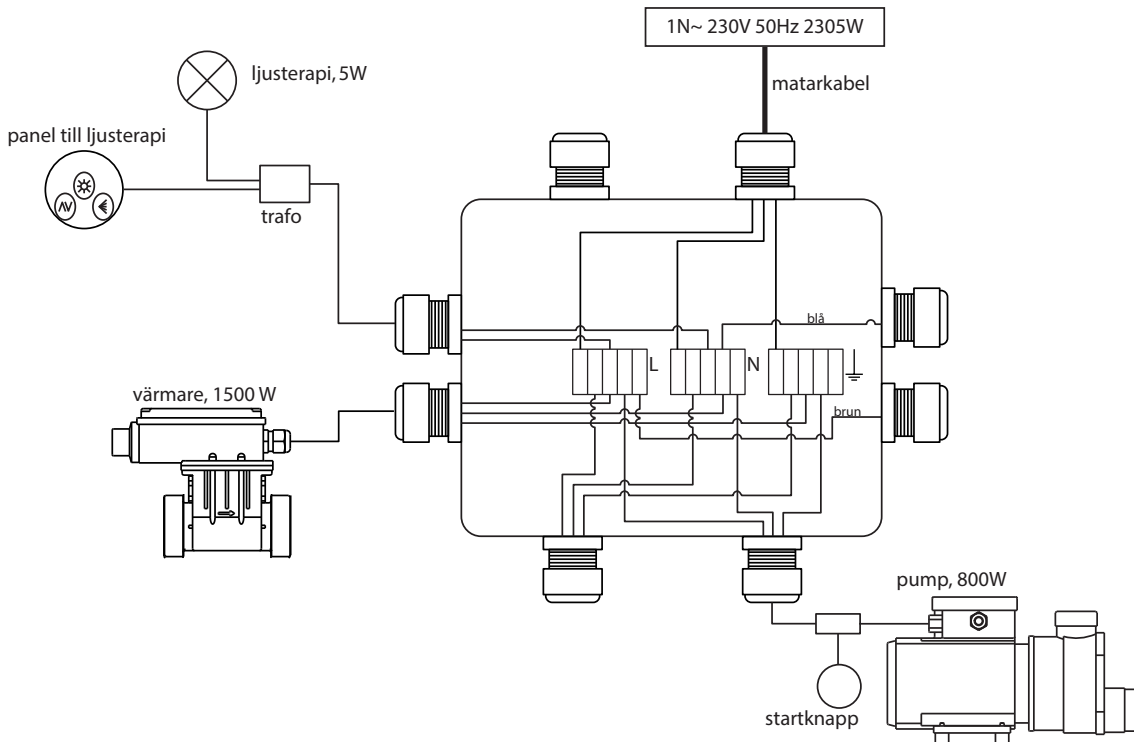 1N~ 230V 50Hz 2305W
matarkabel
ljusterapi, 5W
panel till ljusterapi
trafo
blå
L
N
värmare, 1500 W
brun
pump, 800W
startknapp